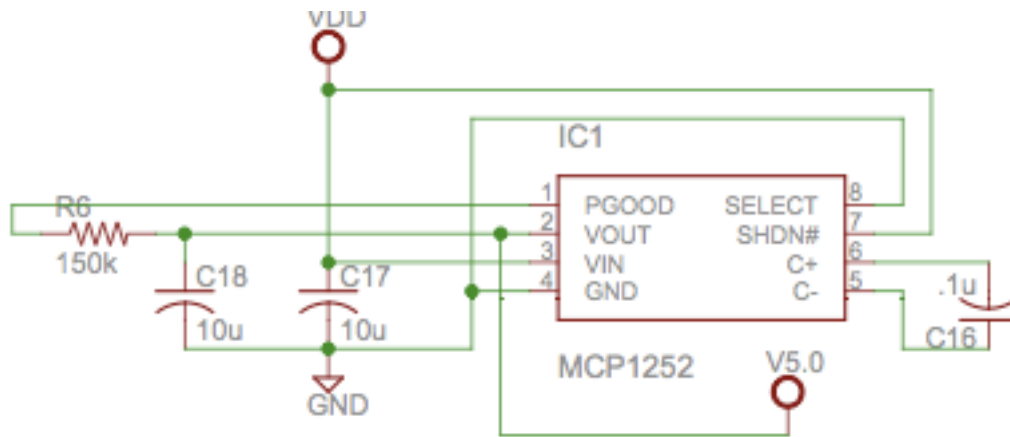 VDD
IC1
R6
150k
1
PGOOD
SELECT
8
2
VOUT
SHDN#
7
3
VIN
C+
6
4
GND
C-
5
C18
10u
C17
10u
.1u
C16
MCP1252
V5.0
GND